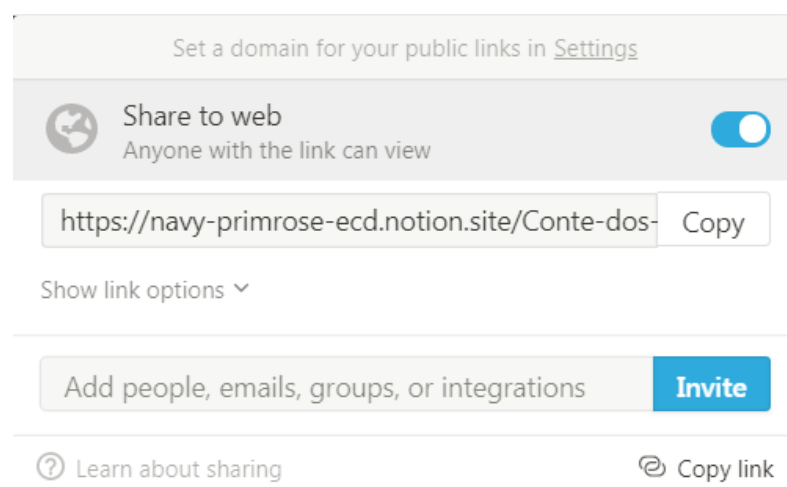 Set a domain for your public links in Settings
Share to web
Anyone with the link can view
https://navy-primrose-ecd.notion.site/Conte-dos- Copy
Show link options
Add people, emails, groups, or integrations Invite
Learn about sharing Copy link